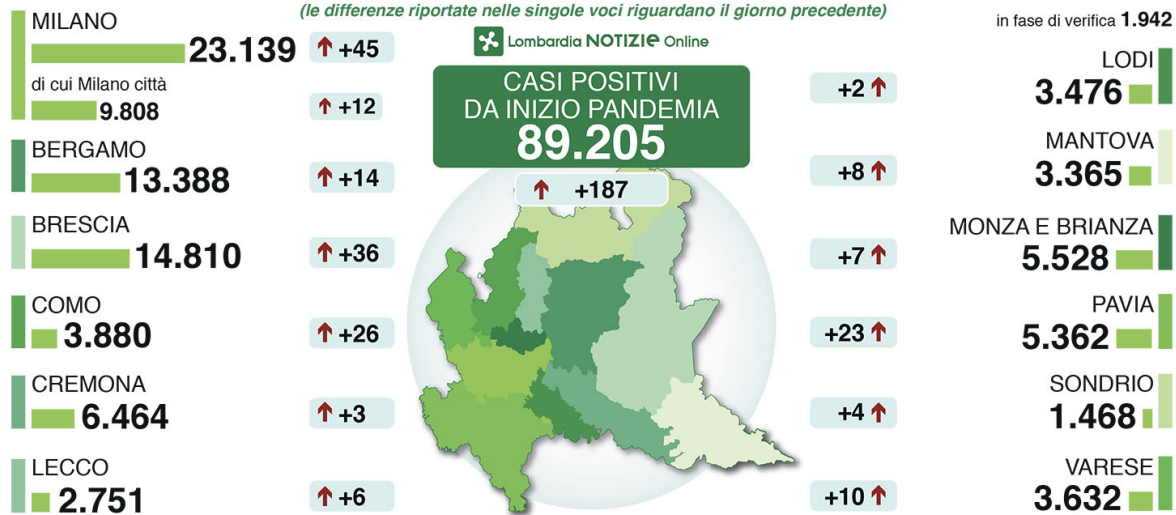 (le differenze riportate nelle singole voci riguardano il giorno precedente)
Lombardia NOTIZIe Online
CASI POSITIVI
DA INIZIO PANDEMIA
89.205
+187
MILANO
23.139
+45
di cui Milano città
9.808
+12
BERGAMO
13.388
+14
BRESCIA
14.810
+36
COMO
3.880
+26
CREMONA
6.464
+3
LECCO
2.751
+6
in fase di verifica 1.942
LODI
+2
3.476
MANTOVA
+8
3.365
MONZA E BRIANZA
+7
5.528
PAVIA
+23
5.362
SONDRIO
+4
1.468
VARESE
+10
3.632